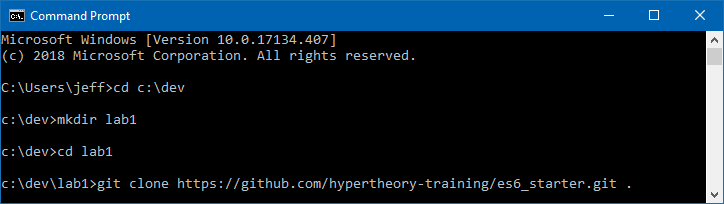 Command Prompt
Microsoft Windows [Version 10.0.17134.407]
(c) 2018 Microsoft Corporation. All rights reserved.
C:\Users\jeff>cd c:\dev
c:\dev>mkdir lab1
c:\dev>cd lab1
c:\dev\lab1>git clone https://github.com/hypertheory-training/es6_starter.git .